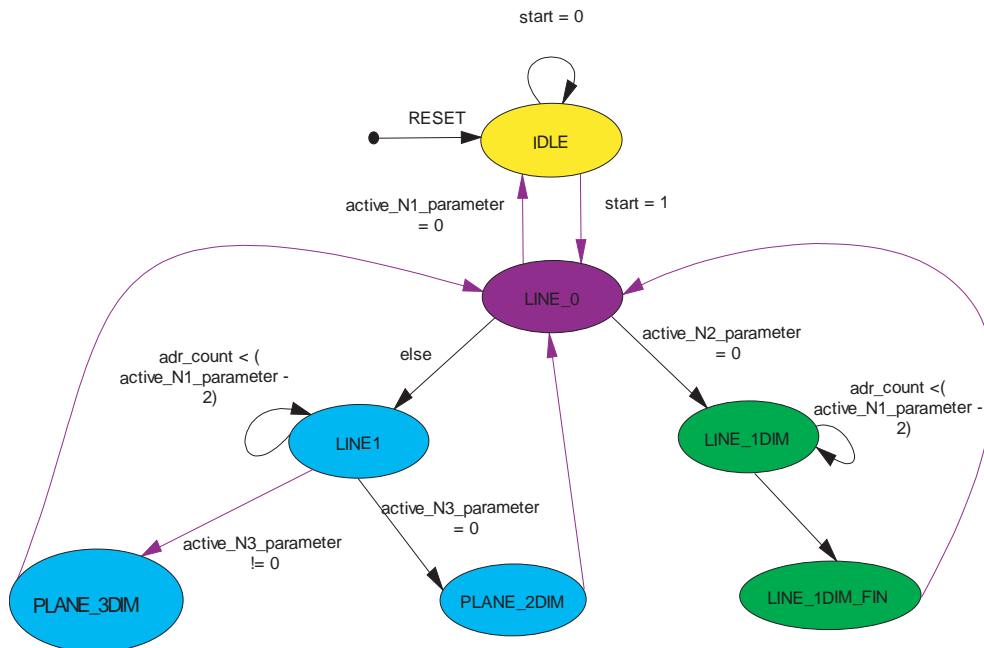 start = 0
RESET
IDLE
active_N1_parameter
= 0
start = 1
LINE_0
else
active_N2_parameter
= 0
adr_count < (
active_N1_parameter -
2)
adr_count <(
active_N1_parameter -
2)
LINE1
LINE_1DIM
active_N3_parameter
= 0
active_N3_parameter
!= 0
PLANE_3DIM
PLANE_2DIM
LINE_1DIM_FIN